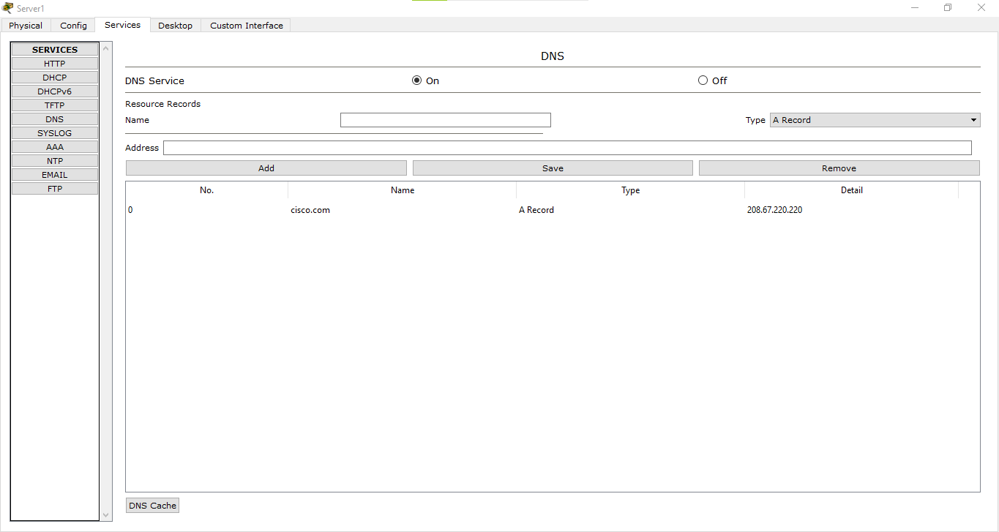 Server1
Physical Config Services Desktop Custom Interface
SERVICES
HTTP
DHCP
DHCPv6
TFTP
DNS
SYSLOG
AAA
NTP
EMAIL
FTP
DNS
DNS Service On Off
Resource Records
Name Type A Record
Address
Add Save Remove
No. Name Type Detail
0 cisco.com A Record 208.67.220.220
DNS Cache